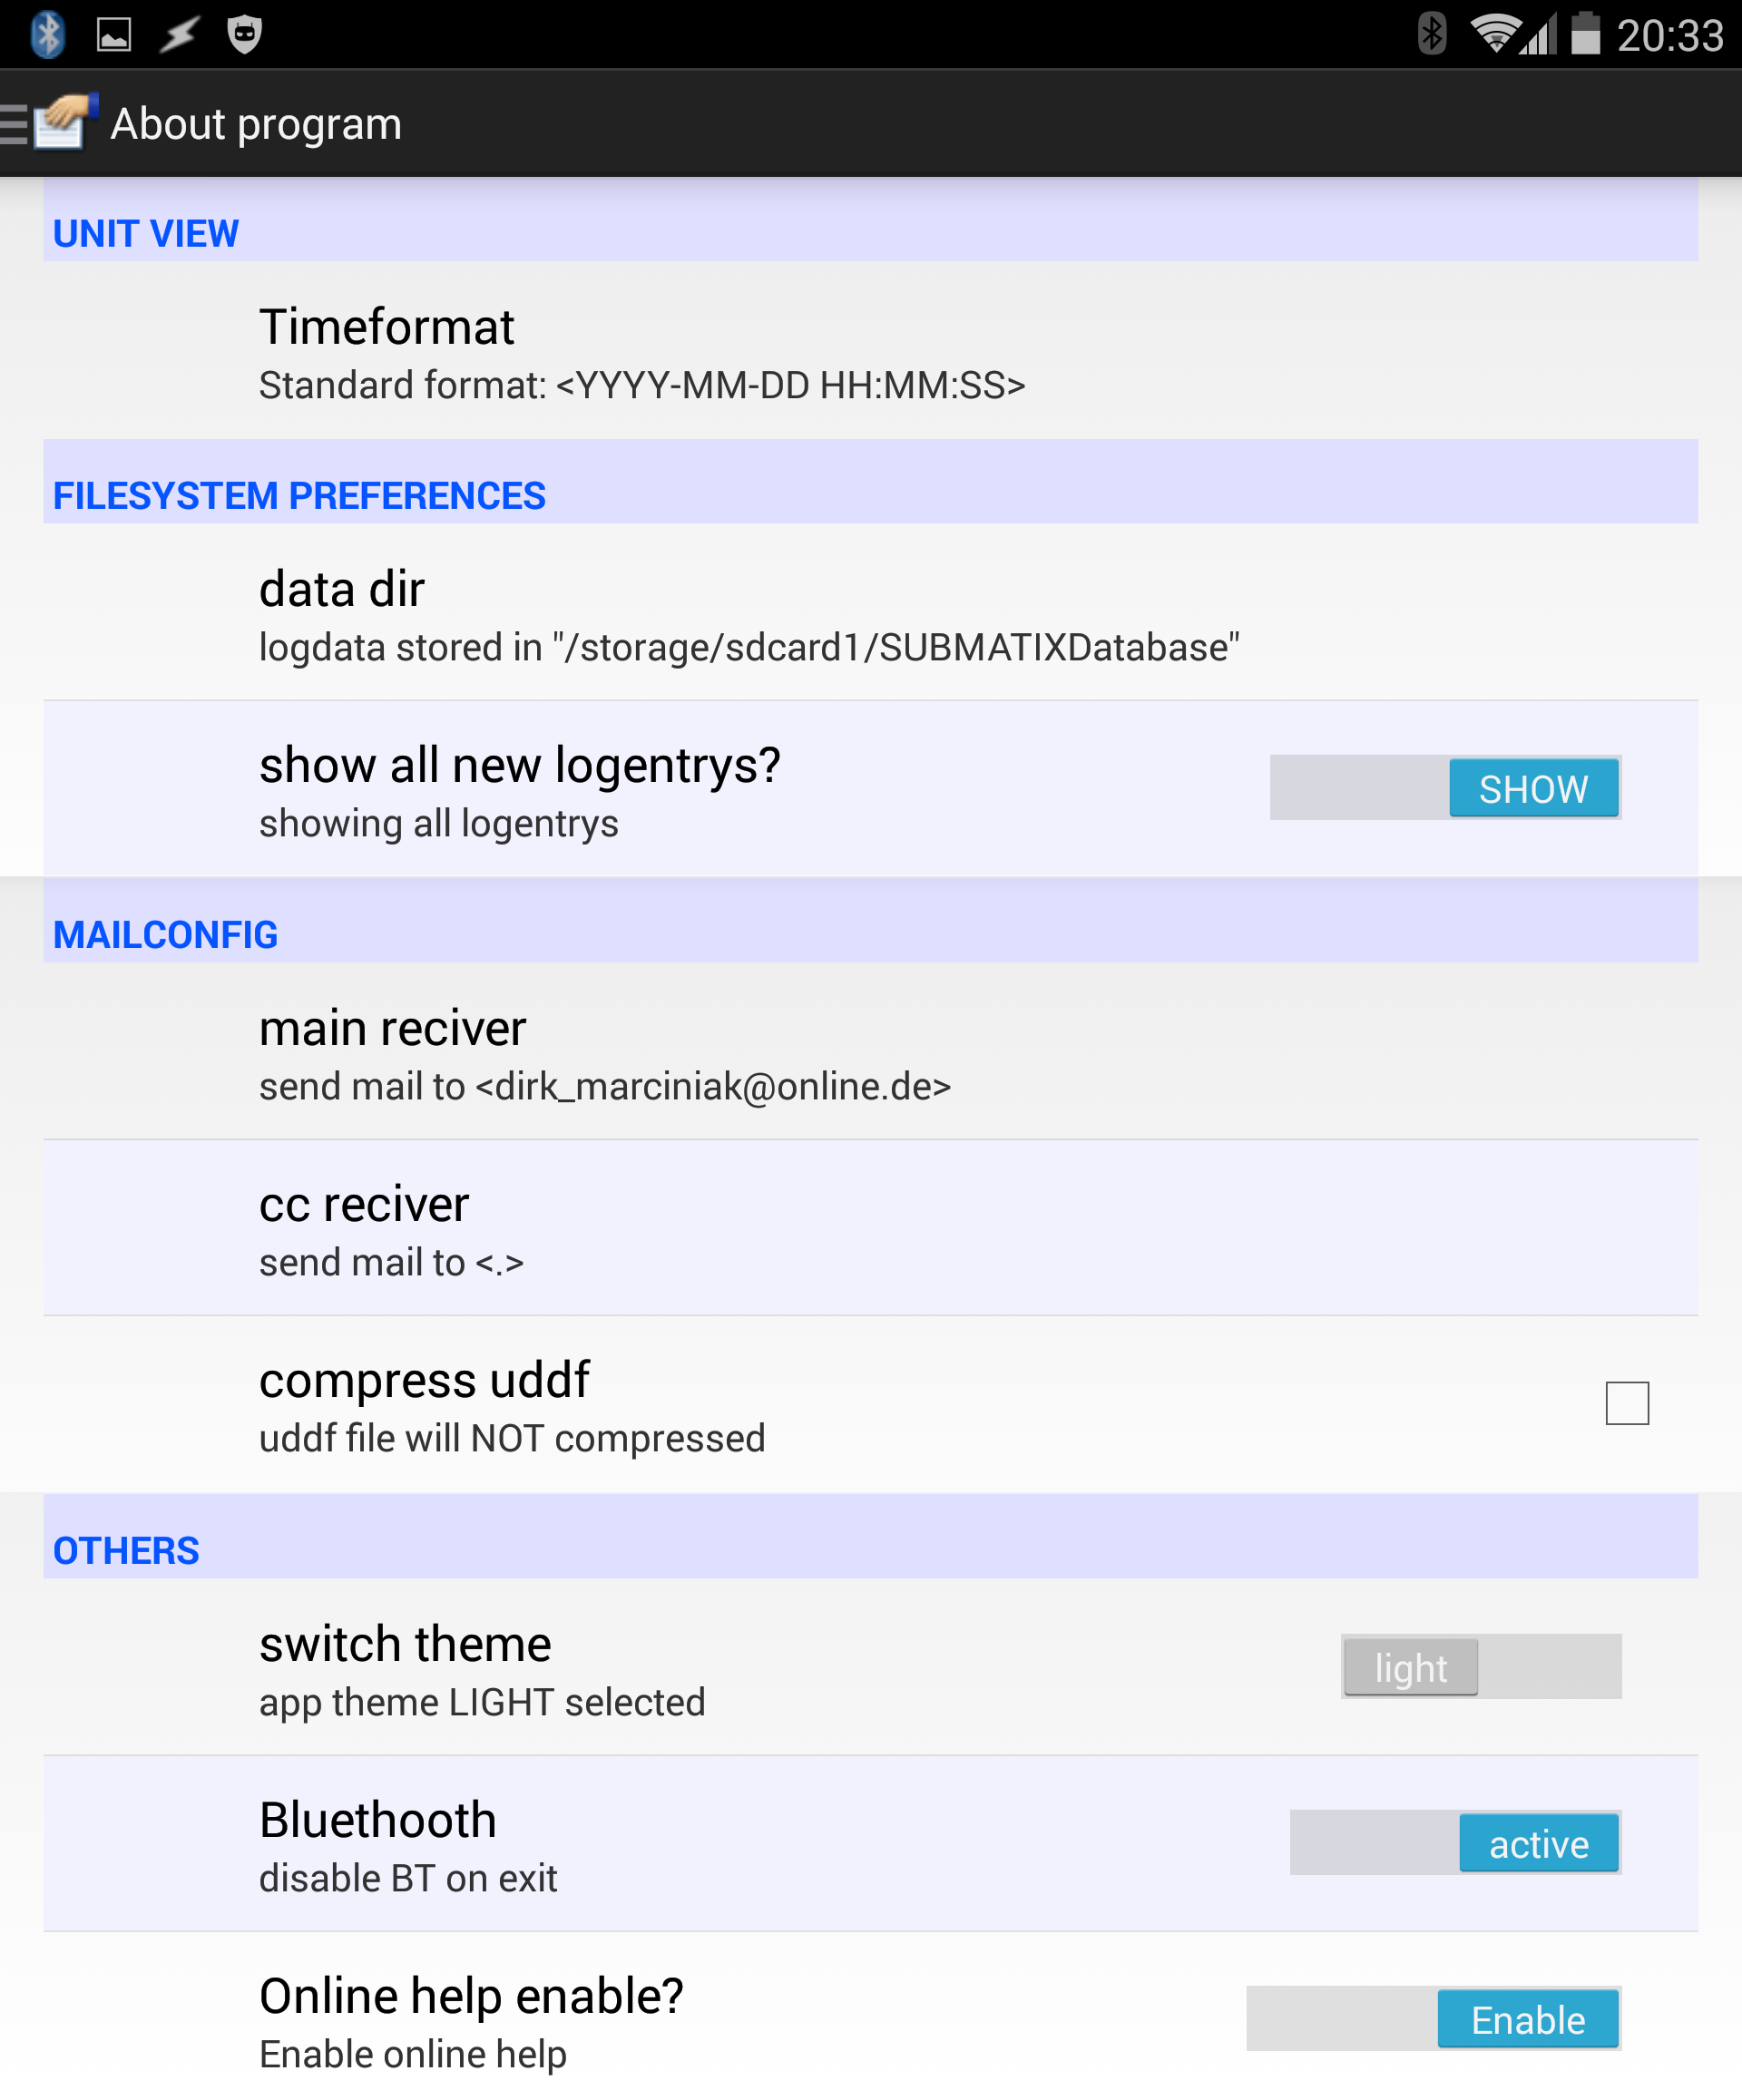 20:33
About program
UNIT VIEW
Timeformat
Standard format: <YYYY-MM-DD HH:MM:SS>
FILESYSTEM PREFERENCES
data dir
logdata stored in "/storage/sdcard1/SUBMATIXDatabase"
show all new logentrys?
SHOW
showing all logentrys
MAILCONFIG
main reciver
send mail to <dirk_marciniak@online.de>
cc reciver
send mail to <.>
compress uddf
uddf file will NOT compressed
OTHERS
switch theme
light
app theme LIGHT selected
Bluethooth
active
disable BT on exit
Online help enable?
Enable
Enable online help